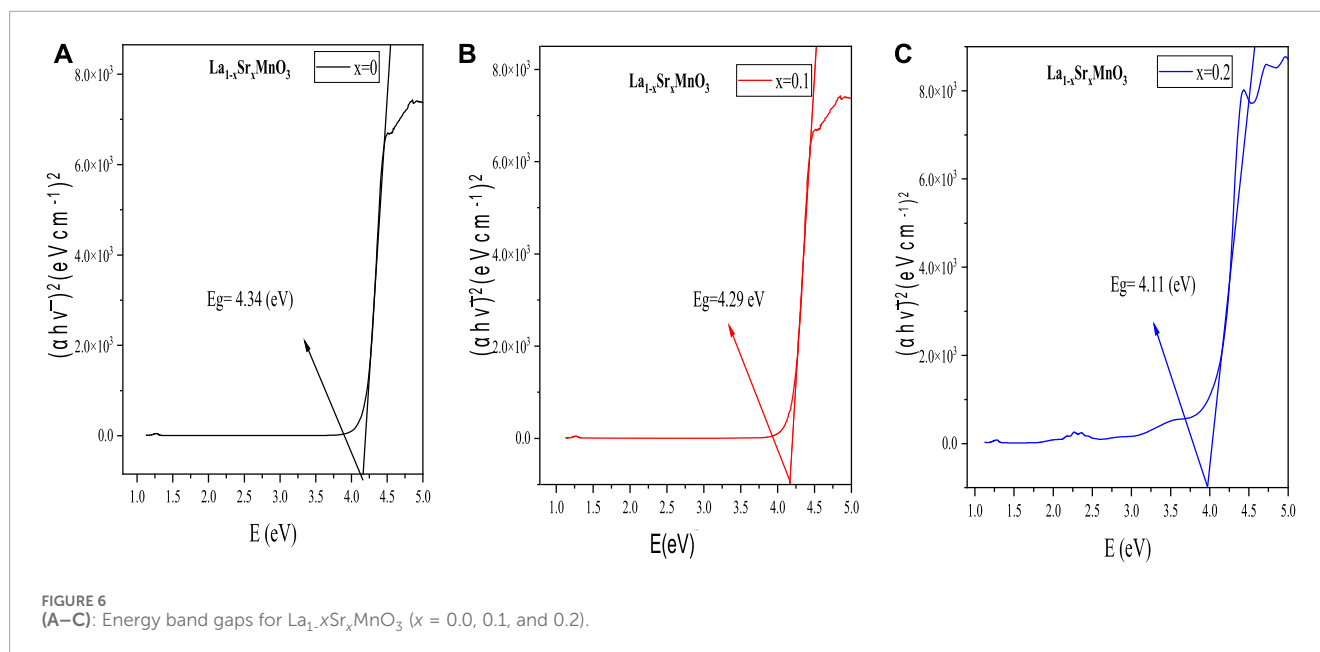 A
La1-xSrxMnO3
x=0
8.0×10³
6.0×10³
4.0×10³
2.0×10³
0.0
(αhν)² (eVcm⁻¹)²
Eg= 4.34 (eV)
1.0 1.5 2.0 2.5 3.0 3.5 4.0 4.5 5.0
E (eV)
B
La1-xSrxMnO3
x=0.1
8.0×10³
6.0×10³
4.0×10³
2.0×10³
0.0
(αhν)² (eVcm⁻¹)²
Eg=4.29 eV
1.0 1.5 2.0 2.5 3.0 3.5 4.0 4.5 5.0
E(eV)
C
La1-xSrxMnO3
x=0.2
8.0×10³
6.0×10³
4.0×10³
2.0×10³
0.0
(αhν)² (eVcm⁻¹)²
Eg= 4.11 (eV)
1.0 1.5 2.0 2.5 3.0 3.5 4.0 4.5 5.0
E (eV)
FIGURE 6
(A–C): Energy band gaps for La1-xSrxMnO3 (x = 0.0, 0.1, and 0.2).